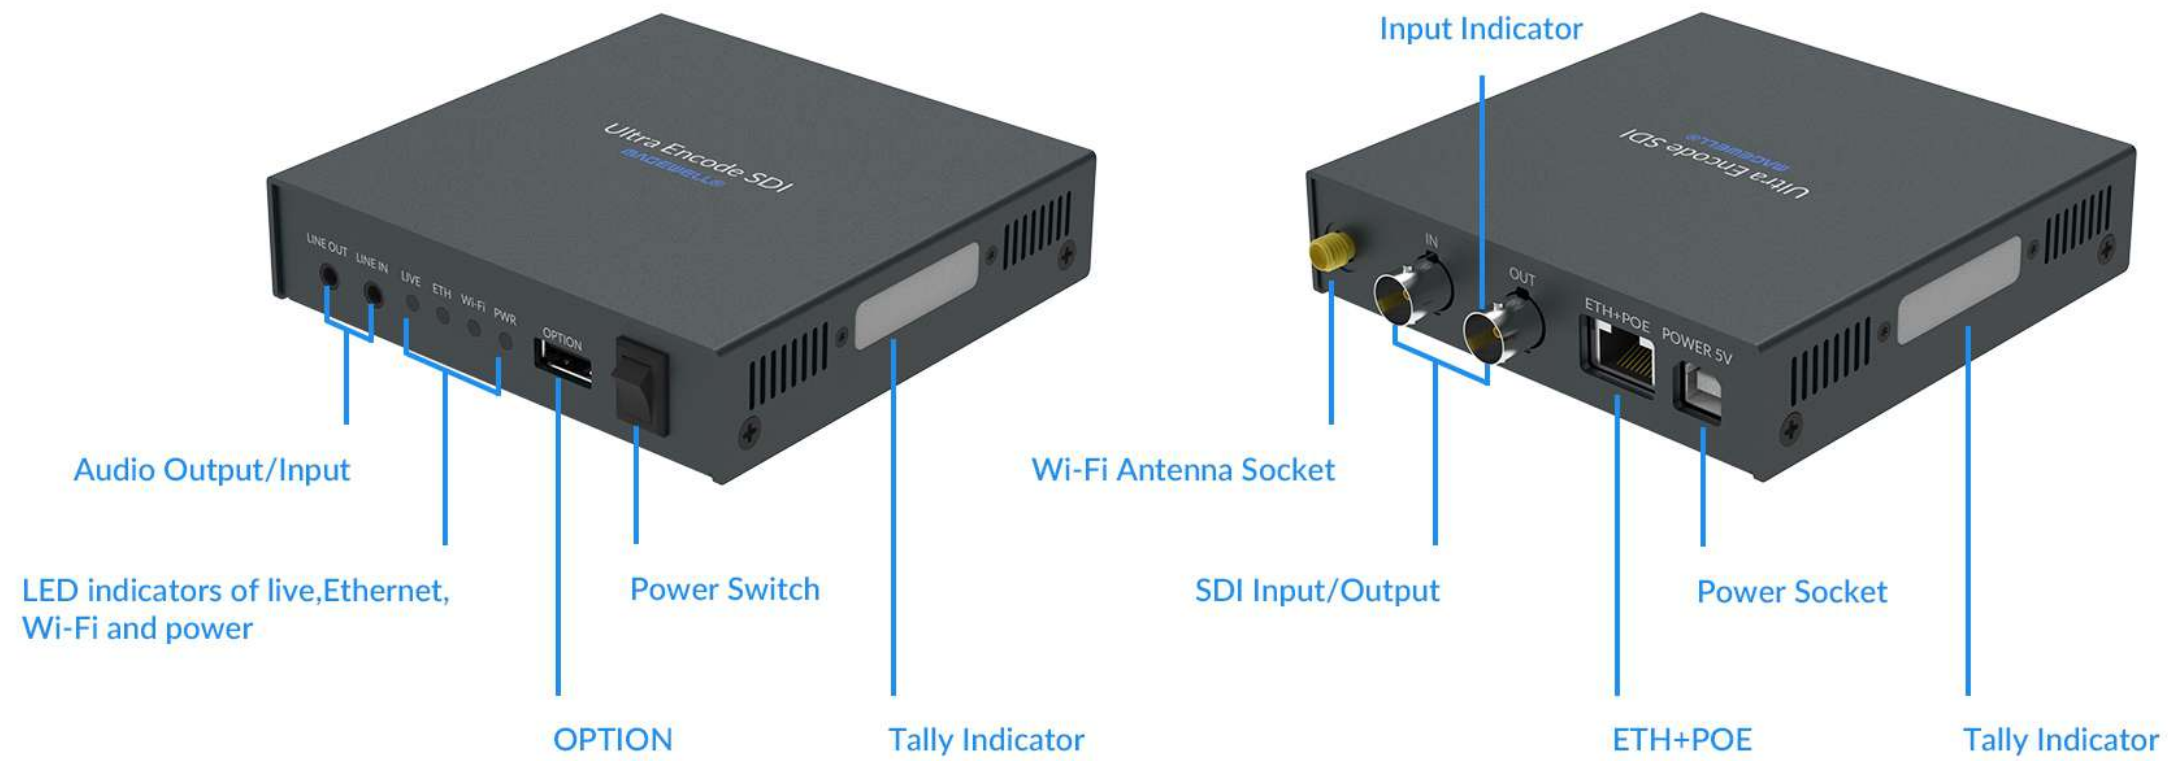 Input Indicator
Ultra Encode SDI
MAGEWELL®
LINE OUT
LINE IN
LIVE
ETH
Wi-Fi
PWR
OPTION
Audio Output/Input
LED indicators of live,Ethernet,
Wi-Fi and power
OPTION
Power Switch
Tally Indicator
Ultra Encode SDI
MAGEWELL®
IN
OUT
ETH+POE
POWER 5V
Wi-Fi Antenna Socket
SDI Input/Output
ETH+POE
Power Socket
Tally Indicator